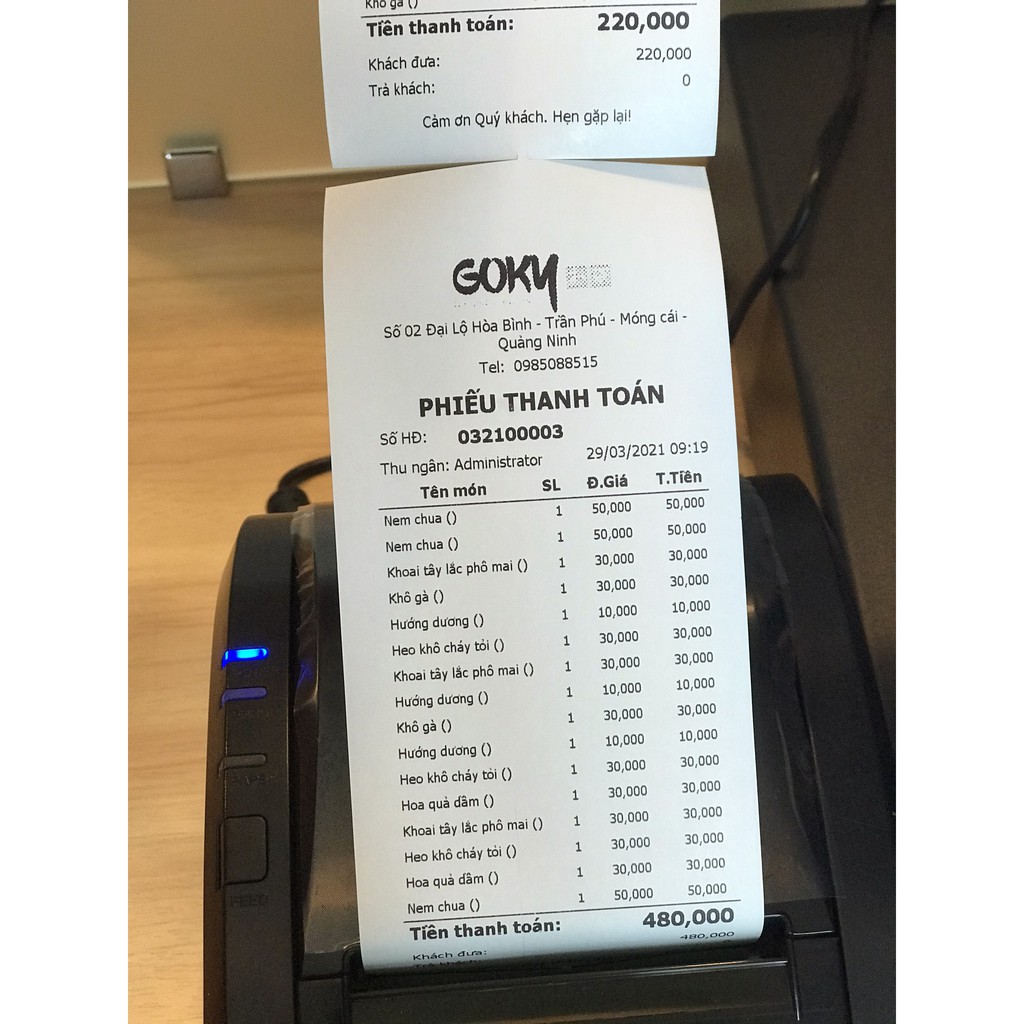 Khô gà ()
Tiền thanh toán: 220,000
Khách đưa: 220,000
Trả khách: 0
Cảm ơn Quý khách. Hẹn gặp lại!
GOKY
Số 02 Đại Lộ Hòa Bình - Trần Phú - Móng cái -
Quảng Ninh
Tel: 0985088515
PHIẾU THANH TOÁN
Số HĐ: 032100003
Thu ngân: Administrator 29/03/2021 09:19
Tên món SL Đ.Giá T.Tiền
Nem chua () 1 50,000 50,000
Nem chua () 1 50,000 50,000
Khoai tây lắc phô mai () 1 30,000 30,000
Khô gà () 1 30,000 30,000
Hướng dương () 1 10,000 10,000
Heo khô cháy tỏi () 1 30,000 30,000
Khoai tây lắc phô mai () 1 30,000 30,000
Hướng dương () 1 10,000 10,000
Khô gà () 1 30,000 30,000
Hướng dương () 1 10,000 10,000
Heo khô cháy tỏi () 1 30,000 30,000
Hoa quả dầm () 1 30,000 30,000
Khoai tây lắc phô mai () 1 30,000 30,000
Heo khô cháy tỏi () 1 30,000 30,000
Hoa quả dầm () 1 30,000 30,000
Nem chua () 1 50,000 50,000
Tiền thanh toán: 480,000
Khách đưa: 480,000
Trả khách:
FEED